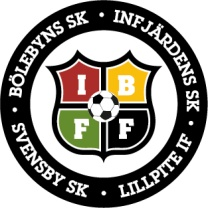 BÖLEBYNS SK · INFJÄRDENS SK ·
SVENSBY SK · LILLPITE IF ·
I B
F F